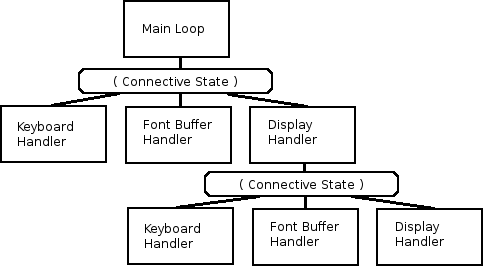 Main Loop
( Connective State )
Keyboard
Handler
Font Buffer
Handler
Display
Handler
( Connective State )
Keyboard
Handler
Font Buffer
Handler
Display
Handler